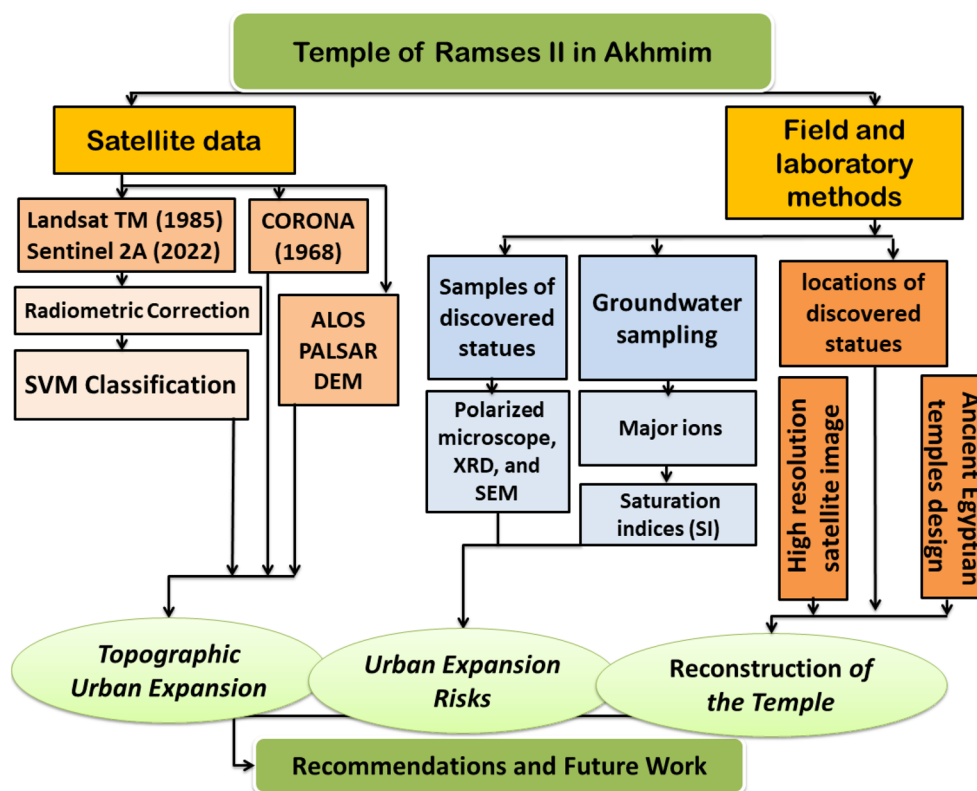 Temple of Ramses II in Akhmim
Satellite data
Field and
laboratory
methods
Landsat TM (1985)
Sentinel 2A (2022)
CORONA
(1968)
Radiometric Correction
ALOS
PALSAR
DEM
SVM Classification
Samples of
discovered
statues
Groundwater
sampling
locations of
discovered
statues
Polarized
microscope,
XRD, and
SEM
Major ions
Saturation
indices (SI)
High resolution
satellite image
Ancient Egyptian
temples design
Topographic
Urban Expansion
Urban Expansion
Risks
Reconstruction of
the Temple
Recommendations and Future Work